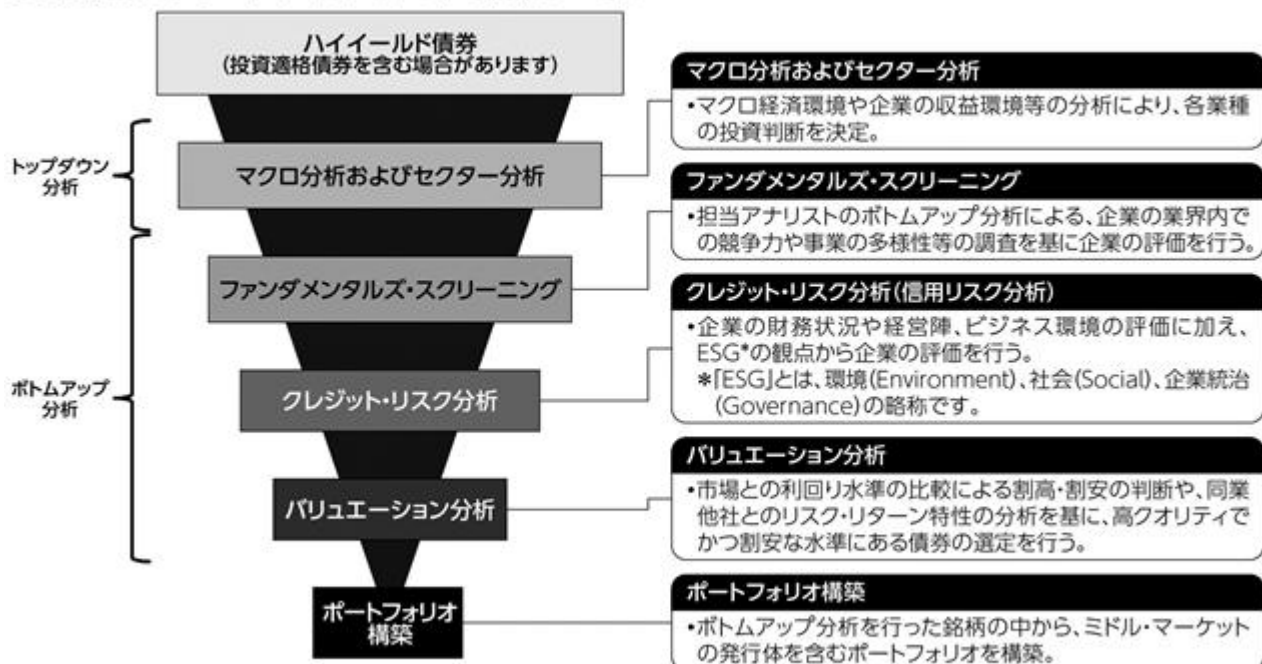 ハイイールド債券
(投資適格債券を含む場合があります)
トップダウン
分析
マクロ分析およびセクター分析
ファンダメンタルズ・スクリーニング
ボトムアップ
分析
クレジット・リスク分析
バリュエーション分析
ポートフォリオ
構築
マクロ分析およびセクター分析
•マクロ経済環境や企業の収益環境等の分析により、各業種
の投資判断を決定。
ファンダメンタルズ・スクリーニング
•担当アナリストのボトムアップ分析による、企業の業界内で
の競争力や事業の多様性等の調査を基に企業の評価を行う。
クレジット・リスク分析(信用リスク分析)
•企業の財務状況や経営陣、ビジネス環境の評価に加え、
ESG*の観点から企業の評価を行う。
*「ESG」とは、環境(Environment)、社会(Social)、企業統治
(Governance)の略称です。
バリュエーション分析
•市場との利回り水準の比較による割高・割安の判断や、同業
他社とのリスク・リターン特性の分析を基に、高クオリティで
かつ割安な水準にある債券の選定を行う。
ポートフォリオ構築
•ボトムアップ分析を行った銘柄の中から、ミドル・マーケット
の発行体を含むポートフォリオを構築。